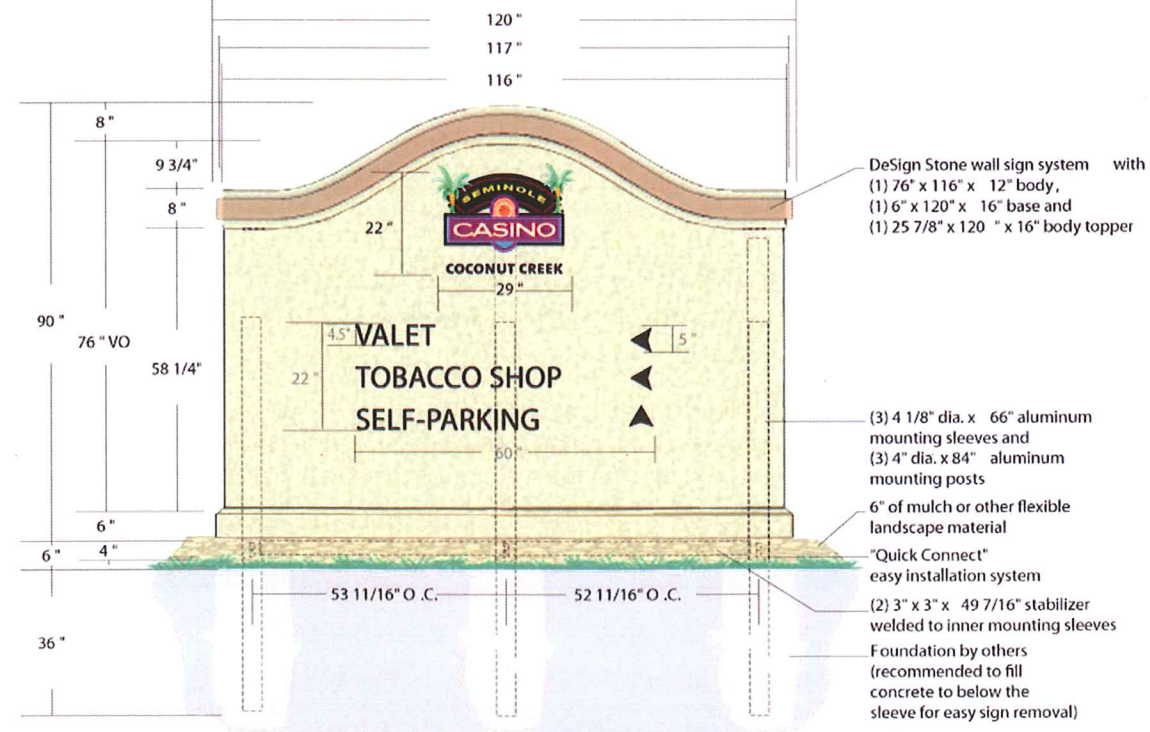 120 "
117 "
116 "
8 "
9 3/4"
8 "
22 "
SEMINOLE
CASINO
COCONUT CREEK
29 "
90 "
76 " VO
58 1/4"
4.5"
VALET
5 "
22 "
TOBACCO SHOP
SELF-PARKING
60 "
6 "
6 "
4 "
53 11/16" O .C.
52 11/16" O .C.
36 "
DeSign Stone wall sign system with
(1) 76" x 116" x 12" body ,
(1) 6" x 120" x 16" base and
(1) 25 7/8" x 120 " x 16" body topper
(3) 4 1/8" dia. x 66" aluminum
mounting sleeves and
(3) 4" dia. x 84" aluminum
mounting posts
6" of mulch or other flexible
landscape material
"Quick Connect"
easy installation system
(2) 3" x 3" x 49 7/16" stabilizer
welded to inner mounting sleeves
Foundation by others
(recommended to fill
concrete to below the
sleeve for easy sign removal)